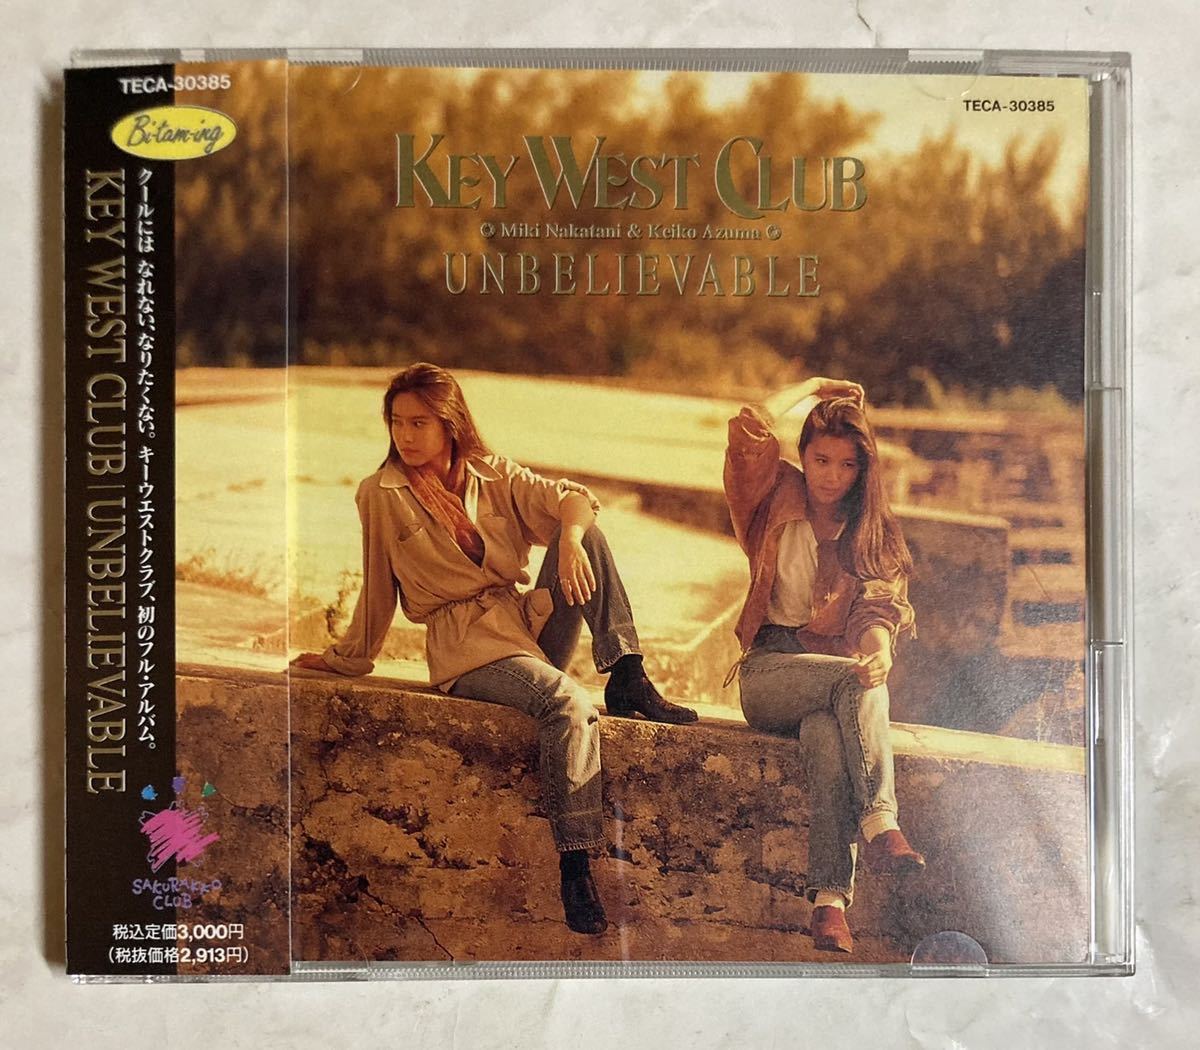 TECA-30385
Bi-tam-ing
クールには なれない、なりたくない。キーウエストクラブ、初のフル・アルバム。
KEY WEST CLUB | UNBELIEVABLE
SAKURAKKO
CLUB
税込定価3,000円
(税抜価格2,913円)
TECA-30385
KEY WEST CLUB
Miki Nakatani & Keiko Azuma
UNBELIEVABLE